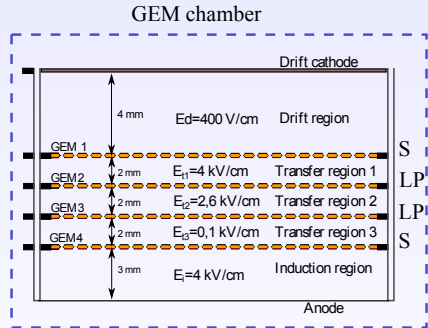 GEM chamber
Drift cathode
4 mm Ed=400 V/cm Drift region
GEM 1 S
2 mm Et1=4 kV/cm Transfer region 1
GEM2 LP
2 mm Et2=2,6 kV/cm Transfer region 2
GEM3 LP
2 mm Et3=0,1 kV/cm Transfer region 3
GEM4 S
3 mm Ei=4 kV/cm Induction region
Anode